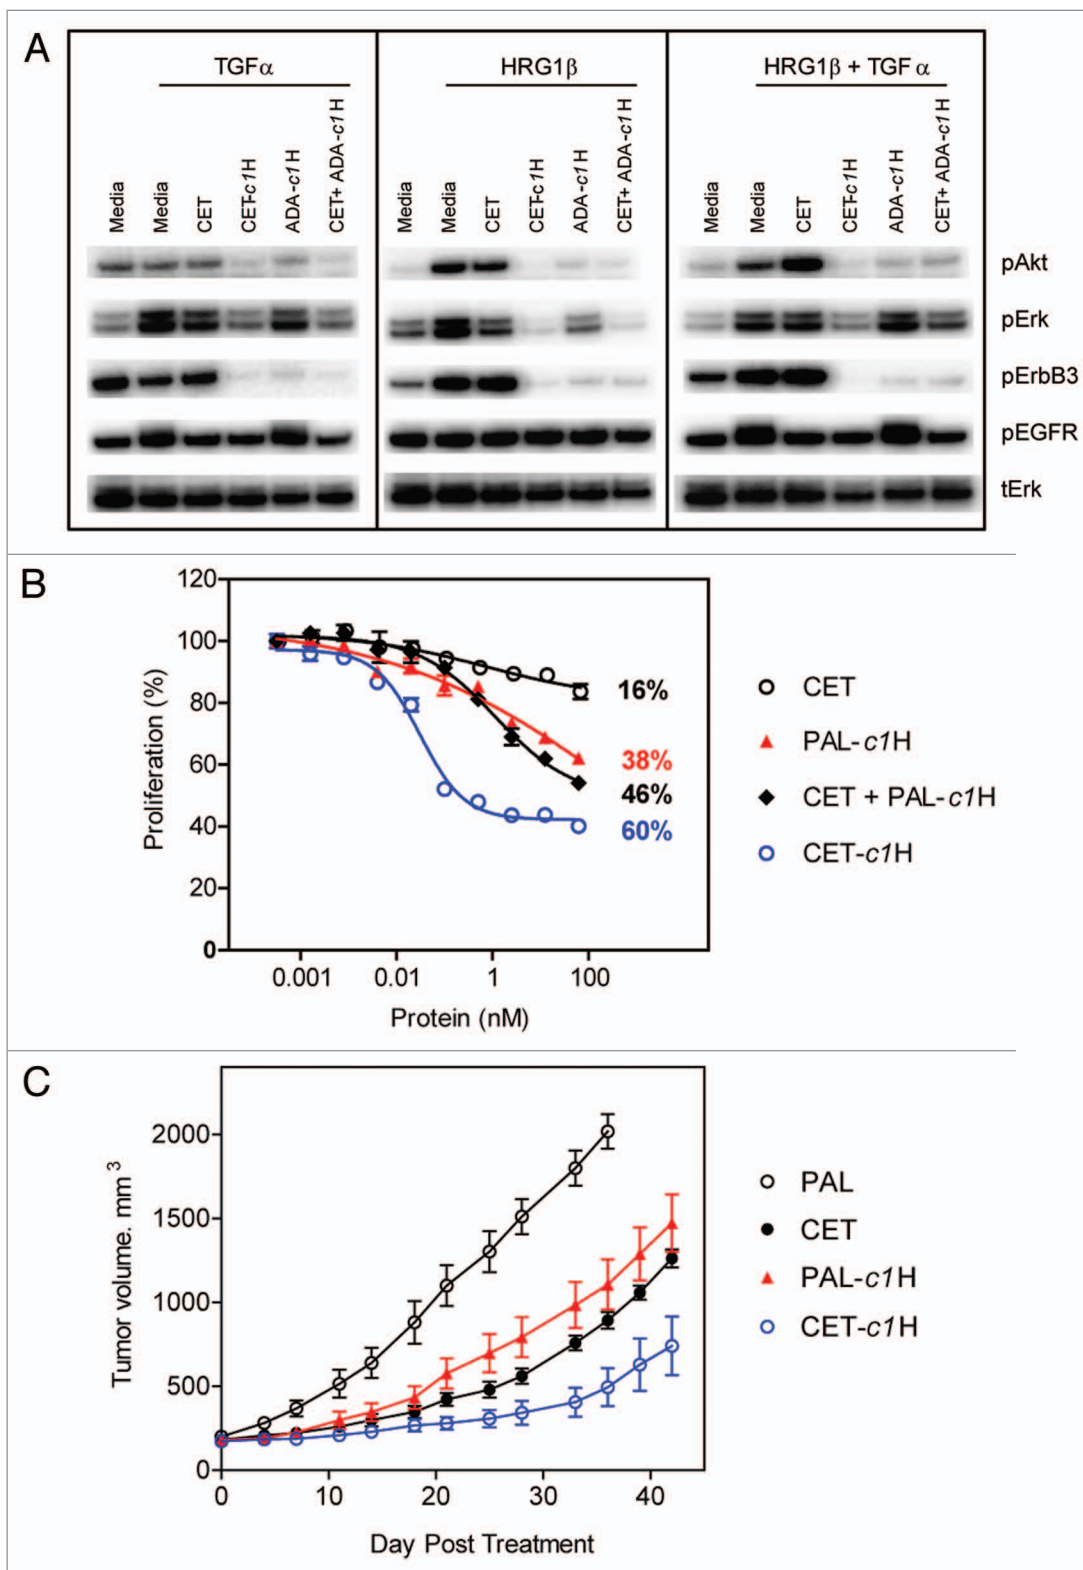 A
TGFα
HRG1β
HRG1β + TGFα
Media
Media
CET
CET-c1H
ADA-c1H
CET+ ADA-c1H
Media
Media
CET
CET-c1H
ADA-c1H
CET+ ADA-c1H
Media
Media
CET
CET-c1H
ADA-c1H
CET+ ADA-c1H
pAkt
pErk
pErbB3
pEGFR
tErk
B
Proliferation (%)
120
100
80
60
40
20
0
0.001
0.01
1
100
Protein (nM)
16%
38%
46%
60%
CET
PAL-c1H
CET + PAL-c1H
CET-c1H
C
Tumor volume. mm3
2000
1500
1000
500
0
0
10
20
30
40
Day Post Treatment
PAL
CET
PAL-c1H
CET-c1H